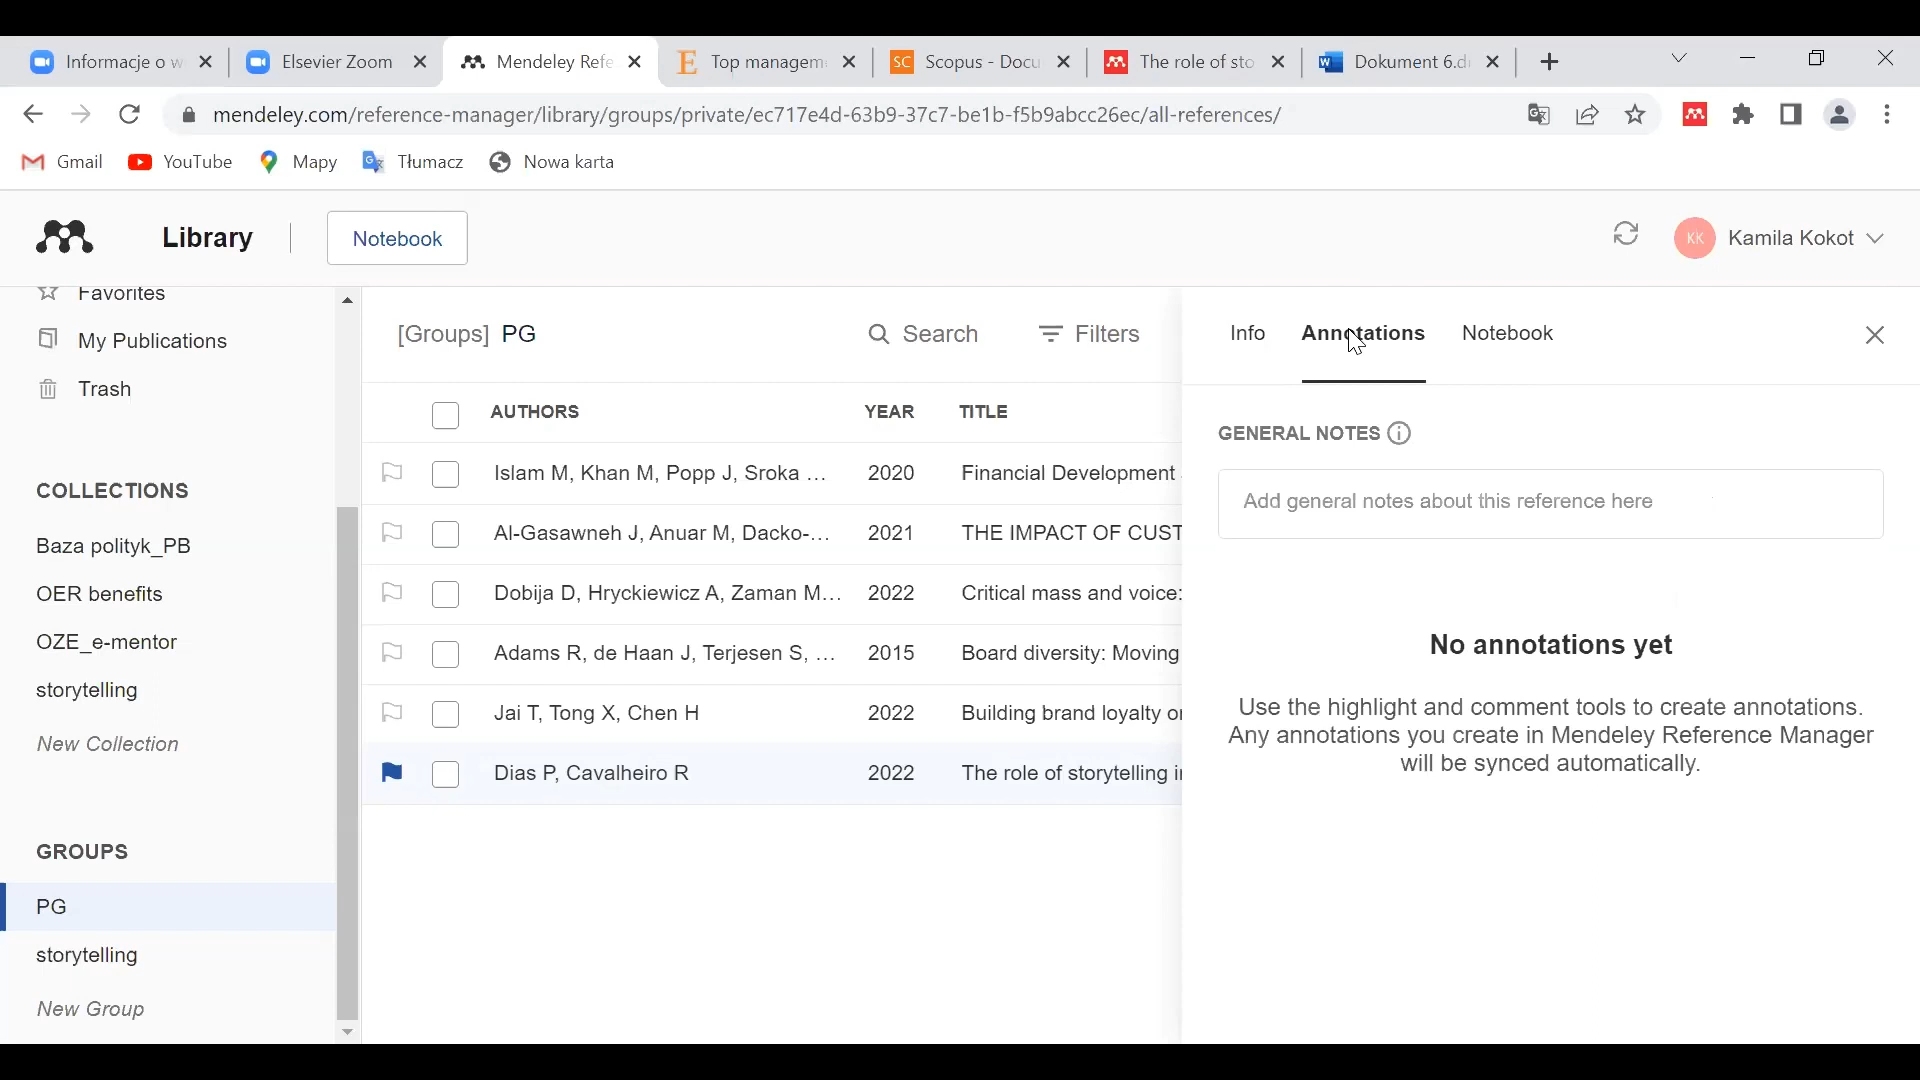 Informacje o w
Elsevier Zoom
Mendeley Refe
Top managem
SC Scopus - Docu
The role of sto
Dokument 6.d
mendeley.com/reference-manager/library/groups/private/ec717e4d-63b9-37c7-be1b-f5b9abcc26ec/all-references/
Gmail YouTube Mapy Tłumacz Nowa karta
Library Notebook KK Kamila Kokot
Favorites
My Publications
Trash
COLLECTIONS
Baza polityk_PB
OER benefits
OZE_e-mentor
storytelling
New Collection
GROUPS
PG
storytelling
New Group
[Groups] PG Search Filters
AUTHORS YEAR TITLE
Islam M, Khan M, Popp J, Sroka ... 2020 Financial Development
Al-Gasawneh J, Anuar M, Dacko-... 2021 THE IMPACT OF CUST
Dobija D, Hryckiewicz A, Zaman M... 2022 Critical mass and voice:
Adams R, de Haan J, Terjesen S, ... 2015 Board diversity: Moving
Jai T, Tong X, Chen H 2022 Building brand loyalty o
Dias P, Cavalheiro R 2022 The role of storytelling i
Info Annotations Notebook
GENERAL NOTES
Add general notes about this reference here
No annotations yet
Use the highlight and comment tools to create annotations.
Any annotations you create in Mendeley Reference Manager
will be synced automatically.